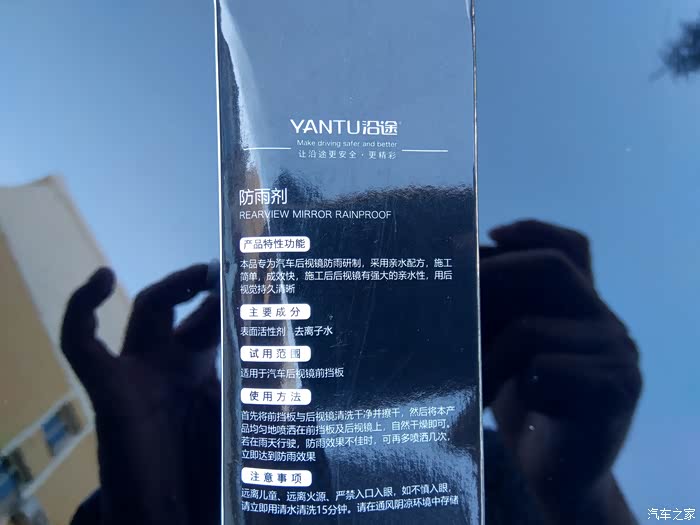 YANTU沿途
Make driving safer and better
让沿途更安全·更精彩
防雨剂
REARVIEW MIRROR RAINPROOF
产品特性功能
本品专为汽车后视镜防雨研制，采用亲水配方，施工
简单，成效快，施工后后视镜有强大的亲水性，用后
视觉持久清晰
主要成分
表面活性剂、去离子水
试用范围
适用于汽车后视镜前挡板
使用方法
首先将前挡板与后视镜清洗干净并擦干，然后将本产
品均匀地喷洒在前挡板及后视镜上，自然干燥即可。
若在雨天行驶，防雨效果不佳时，可再多喷洒几次，
立即达到防雨效果
注意事项
远离儿童、远离火源、严禁入口入眼，如不慎入眼，
请立即用清水清洗15分钟。请在通风阴凉环境中存储
汽车之家